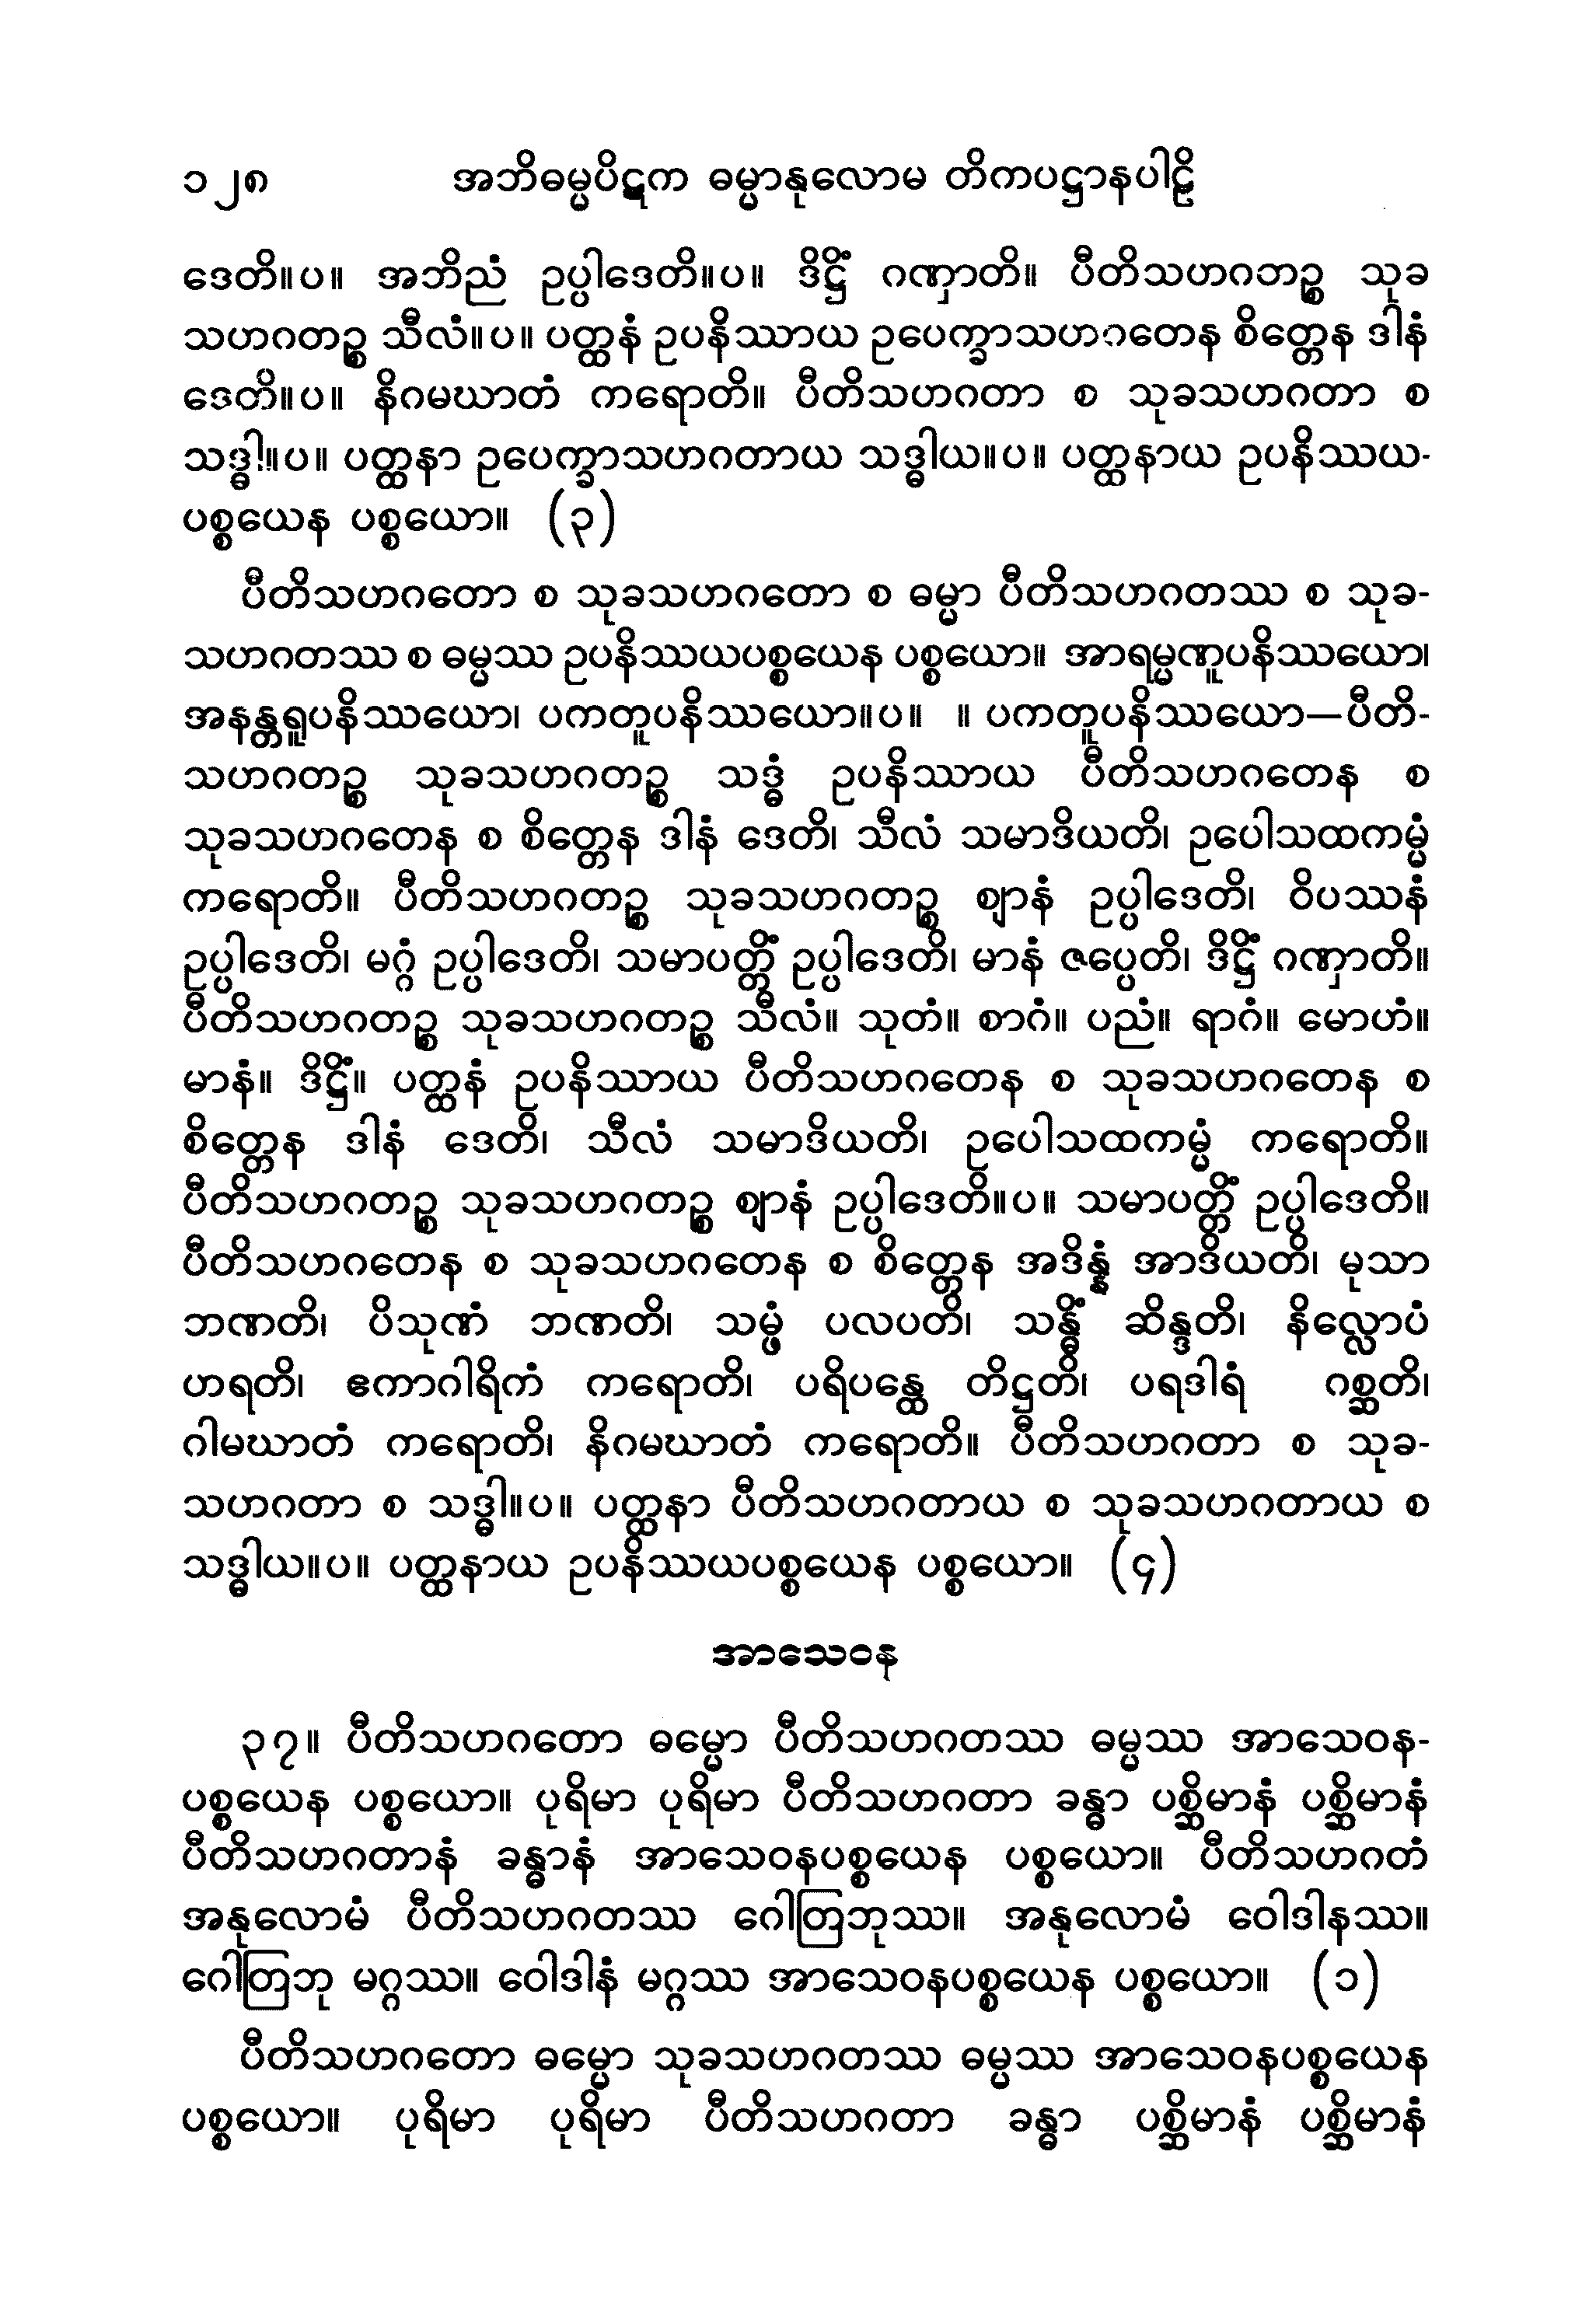 ၁၂၈ အဘိဓမ္မပိဋက ဓမ္မာနုလောမ တိကပဋ္ဌာနပါဠိ
ဒေတိ။ပ။ အဘိညံ ဥပ္ပါဒေတိ။ပ။ ဒိဋ္ဌိံ ဂဏှာတိ။ ပီတိသဟဂဘဉ္စ သုခ
သဟဂတဉ္စ သီလံ။ပ။ ပတ္ထနံ ဥပနိဿာယ ဥပေက္ခာသဟဂတေန စိတ္တေန ဒါနံ
ဒေတိ။ပ။ နိဂမဃာတံ ကရောတိ။ ပီတိသဟဂတာ စ သုခသဟဂတာ စ
သဒ္ဓါ။ပ။ ပတ္ထနာ ဥပေက္ခာသဟဂတာယ သဒ္ဓါယ။ပ။ ပတ္ထနာယ ဥပနိဿယ-
ပစ္စယေန ပစ္စယော။ (၃)
ပီတိသဟဂတော စ သုခသဟဂတော စ ဓမ္မာ ပီတိသဟဂတဿ စ သုခ-
သဟဂတဿ စ ဓမ္မဿ ဥပနိဿယပစ္စယေန ပစ္စယော။ အာရမ္မဏူပနိဿယော၊
အနန္တရူပနိဿယော၊ ပကတူပနိဿယော။ပ။ ။ ပကတူပနိဿယော—ပီတိ-
သဟဂတဉ္စ သုခသဟဂတဉ္စ သဒ္ဓံ ဥပနိဿာယ ပီတိသဟဂတေန စ
သုခသဟဂတေန စ စိတ္တေန ဒါနံ ဒေတိ၊ သီလံ သမာဒိယတိ၊ ဥပေါသထကမ္မံ
ကရောတိ။ ပီတိသဟဂတဉ္စ သုခသဟဂတဉ္စ ဈာနံ ဥပ္ပါဒေတိ၊ ဝိပဿနံ
ဥပ္ပါဒေတိ၊ မဂ္ဂံ ဥပ္ပါဒေတိ၊ သမာပတ္တိံ ဥပ္ပါဒေတိ၊ မာနံ ဇပ္ပေတိ၊ ဒိဋ္ဌိံ ဂဏှာတိ။
ပီတိသဟဂတဉ္စ သုခသဟဂတဉ္စ သီလံ။ သုတံ။ စာဂံ။ ပညံ။ ရာဂံ။ မောဟံ။
မာနံ။ ဒိဋ္ဌိံ။ ပတ္ထနံ ဥပနိဿာယ ပီတိသဟဂတေန စ သုခသဟဂတေန စ
စိတ္တေန ဒါနံ ဒေတိ၊ သီလံ သမာဒိယတိ၊ ဥပေါသထကမ္မံ ကရောတိ။
ပီတိသဟဂတဉ္စ သုခသဟဂတဉ္စ ဈာနံ ဥပ္ပါဒေတိ။ပ။ သမာပတ္တိံ ဥပ္ပါဒေတိ။
ပီတိသဟဂတေန စ သုခသဟဂတေန စ စိတ္တေန အဒိန္နံ အာဒိယတိ၊ မုသာ
ဘဏတိ၊ ပိသုဏံ ဘဏတိ၊ သမ္ဖံ ပလပတိ၊ သန္ဓိံ ဆိန္ဒတိ၊ နိလ္လောပံ
ဟရတိ၊ ဧကာဂါရိကံ ကရောတိ၊ ပရိပန္ထေ တိဋ္ဌတိ၊ ပရဒါရံ ဂစ္ဆတိ၊
ဂါမဃာတံ ကရောတိ၊ နိဂမဃာတံ ကရောတိ။ ပီတိသဟဂတာ စ သုခ-
သဟဂတာ စ သဒ္ဓါ။ပ။ ပတ္ထနာ ပီတိသဟဂတာယ စ သုခသဟဂတာယ စ
သဒ္ဓါယ။ပ။ ပတ္ထနာယ ဥပနိဿယပစ္စယေန ပစ္စယော။ (၄)
အာသေဝန
၃၇။ ပီတိသဟဂတော ဓမ္မော ပီတိသဟဂတဿ ဓမ္မဿ အာသေဝန-
ပစ္စယေန ပစ္စယော။ ပုရိမာ ပုရိမာ ပီတိသဟဂတာ ခန္ဓာ ပစ္ဆိမာနံ ပစ္ဆိမာနံ
ပီတိသဟဂတာနံ ခန္ဓာနံ အာသေဝနပစ္စယေန ပစ္စယော။ ပီတိသဟဂတံ
အနုလောမံ ပီတိသဟဂတဿ ဂေါတြဘုဿ။ အနုလောမံ ဝေါဒါနဿ။
ဂေါတြဘု မဂ္ဂဿ။ ဝေါဒါနံ မဂ္ဂဿ အာသေဝနပစ္စယေန ပစ္စယော။ (၁)
ပီတိသဟဂတော ဓမ္မော သုခသဟဂတဿ ဓမ္မဿ အာသေဝနပစ္စယေန
ပစ္စယော။ ပုရိမာ ပုရိမာ ပီတိသဟဂတာ ခန္ဓာ ပစ္ဆိမာနံ ပစ္ဆိမာနံ